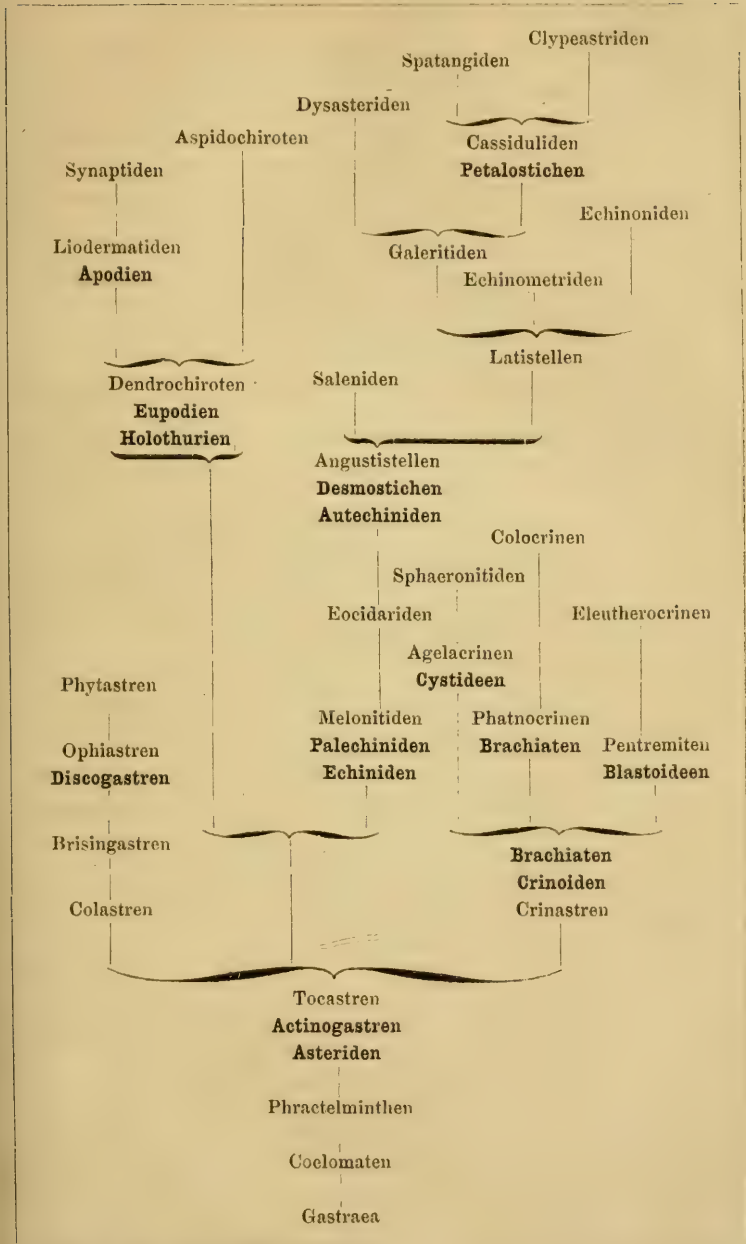 Clypeastriden
Spatangiden
Dysasteriden
Aspidochiroten
Cassiduliden
Petalostichen
Synaptiden
Echinoniden
Liodermatiden
Apodien
Galeritiden
Echinometriden
Latistellen
Dendrochiroten
Eupodien
Holothurien
Saleniden
Angustistellen
Desmostichen
Autechiniden
Colocrinen
Sphaeronitiden
Eocidariden
Eleutherocrinen
Agelacrinen
Cystideen
Phytastren
Melonitiden
Palechiniden
Echiniden
Phatnocrinen
Brachiaten
Ophiastren
Discogastren
Pentremiten
Blastoideen
Brisingastren
Brachiaten
Crinoiden
Crinastren
Colastren
Tocastren
Actinogastren
Asteriden
Phractelminthen
Coelomaten
Gastraea